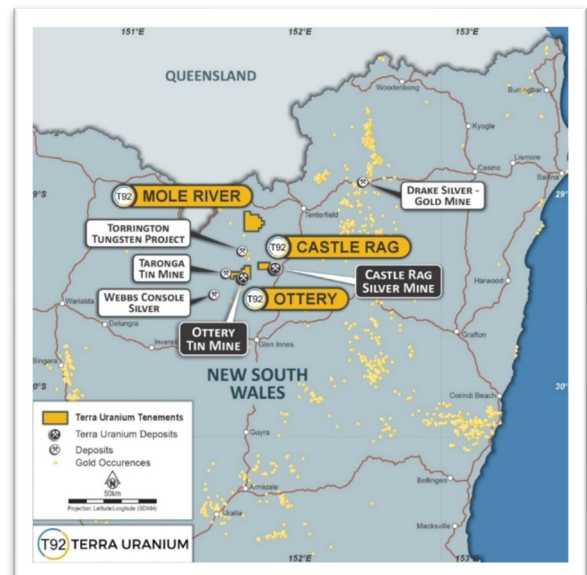 151°E
152°E
153°E
QUEENSLAND
Woodenbong
Burringbar
Kyogle
Lismore
Casino
Ballina
29°S
29°
T92 MOLE RIVER
DRAKE SILVER -
GOLD MINE
Tenterfield
TORRINGTON
TUNGSTEN PROJECT
T92 CASTLE RAG
TARONGA
TIN MINE
CASTLE RAG
SILVER MINE
Harwood
WEBBS CONSOLE
SILVER
T92 OTTERY
Warialda
Delungra
OTTERY
TIN MINE
Inverell
Glen Innes
Grafton
Bingara
30°S
30°
NEW SOUTH
WALES
Corindi Beach
Terra Uranium Tenements
Terra Uranium Deposits
Deposits
Gold Occurences
N
50km
Projection: Latitude Longitude (GDA94)
Guyra
Armidale
Uralla
Bellingen
Macksville
T92 TERRA URANIUM
152°E
153°E